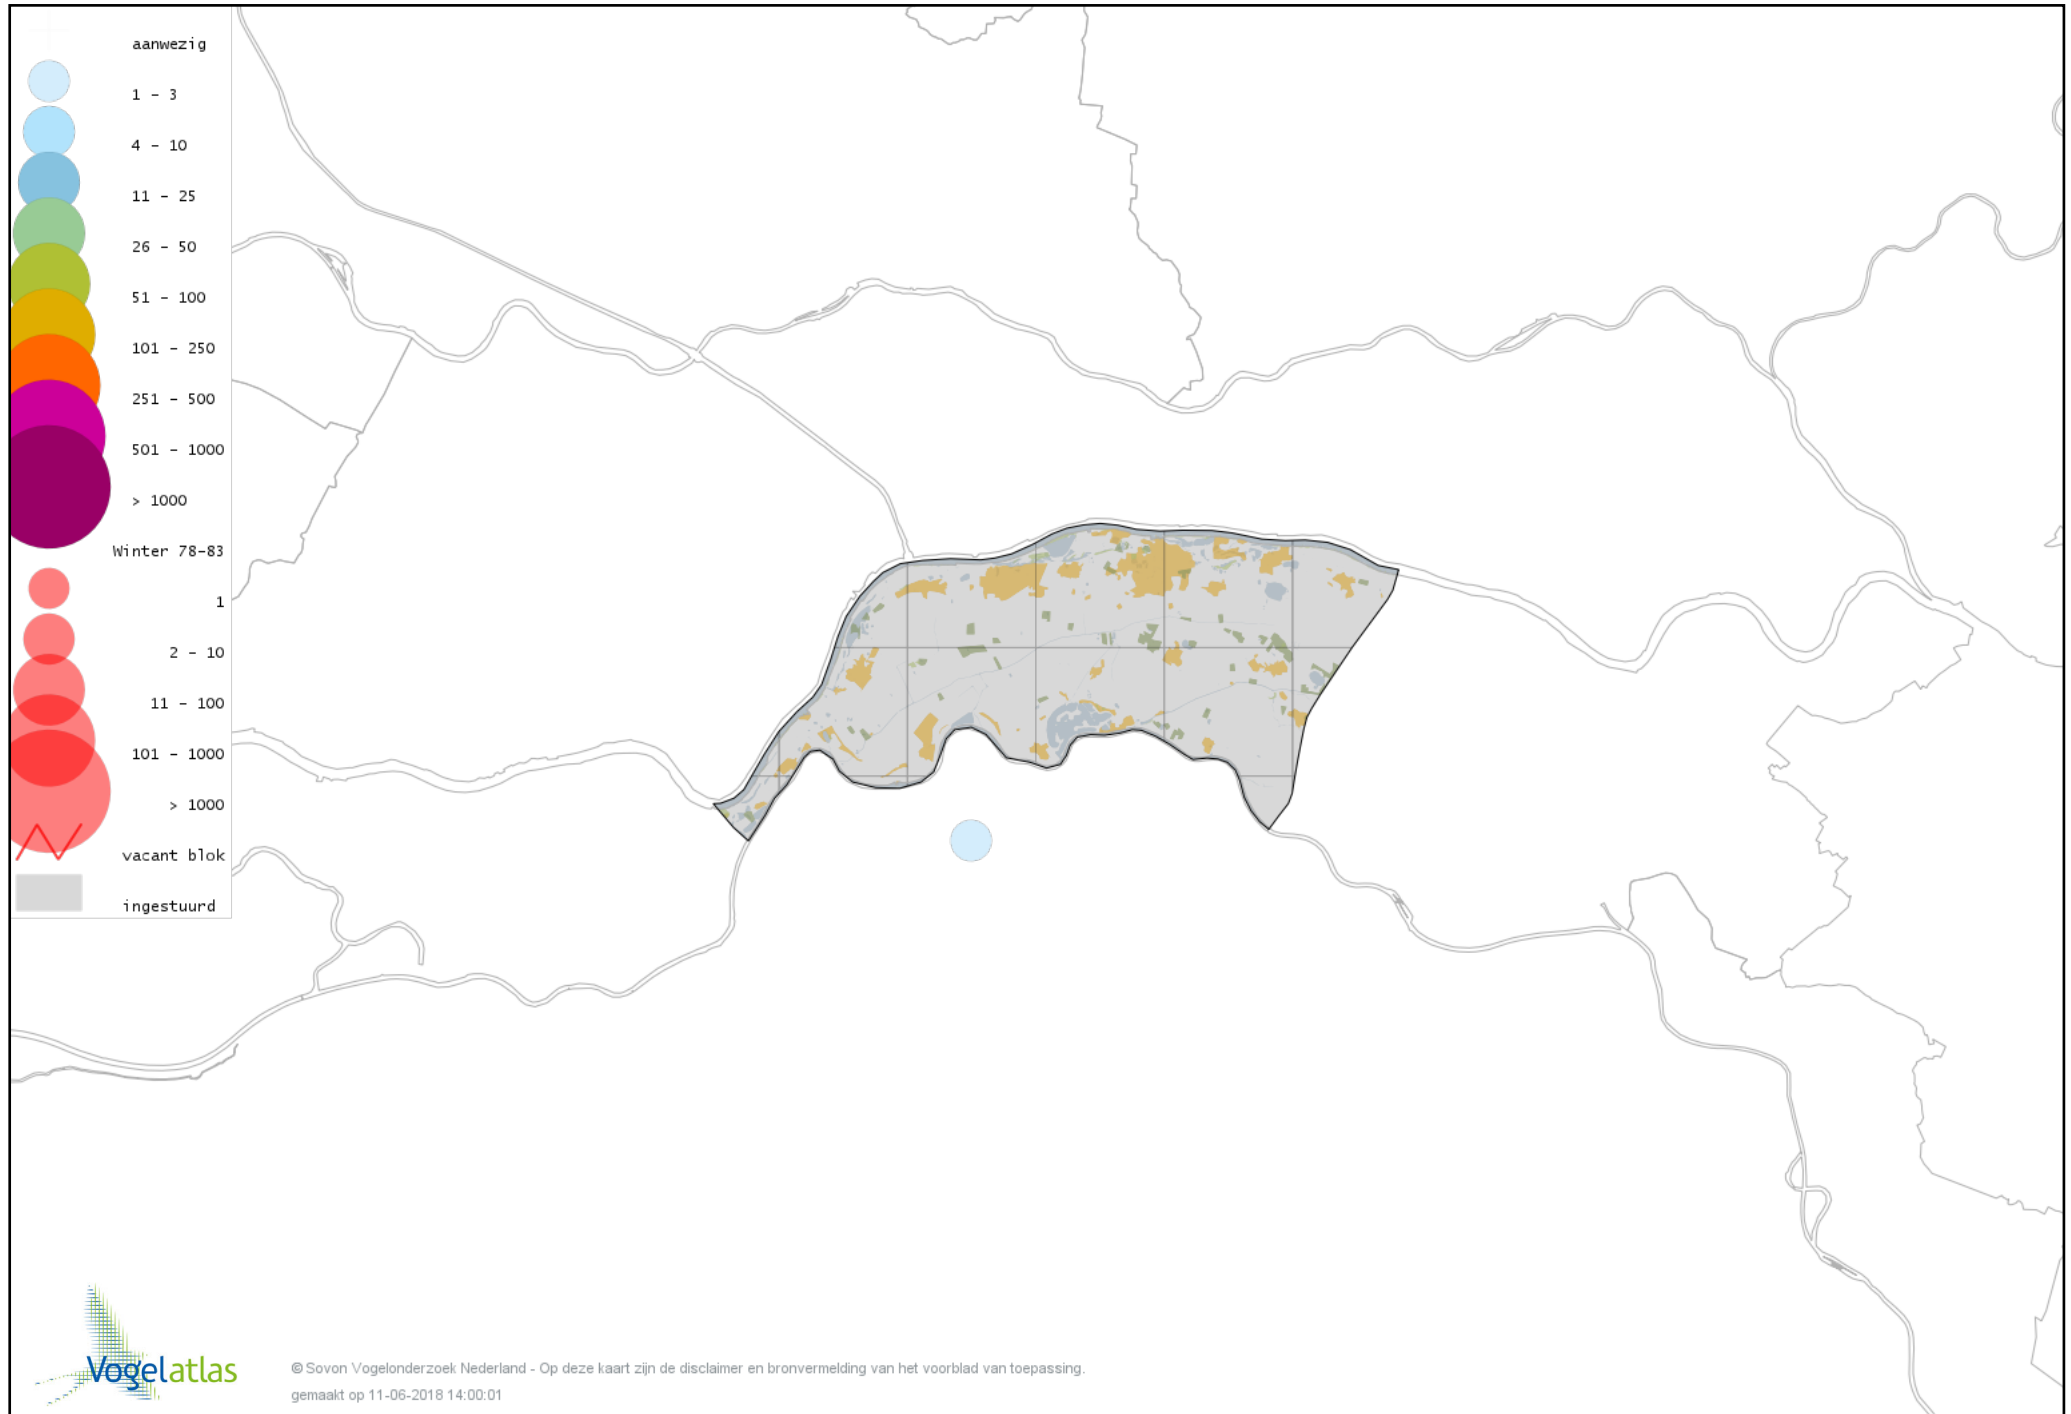 aanwezig
1 - 3
4 - 10
11 - 25
26 - 50
51 - 100
101 - 250
251 - 500
501 - 1000
> 1000
Winter 78-83
1
2 - 10
11 - 100
101 - 1000
> 1000
vacant blok
ingestuurd
Vogelatlas
© Sovon Vogelonderzoek Nederland - Op deze kaart zijn de disclaimer en bronvermelding van het voorblad van toepassing.
gemaakt op 11-06-2018 14:00:01